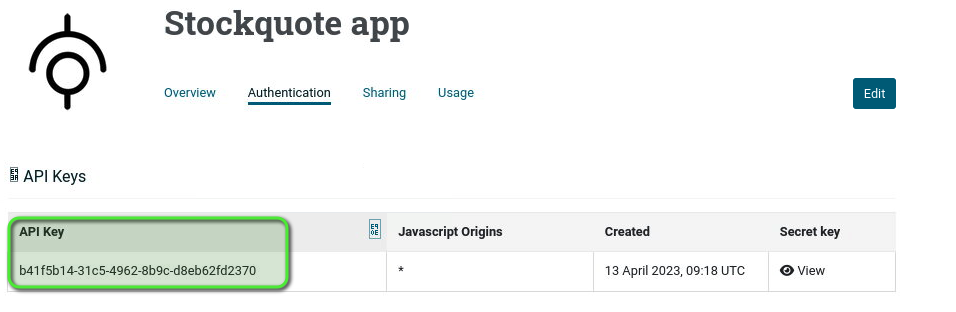 Stockquote app
Overview Authentication Sharing Usage Edit
API Keys
API Key Javascript Origins Created Secret key
b41f5b14-31c5-4962-8b9c-d8eb62fd2370 * 13 April 2023, 09:18 UTC View